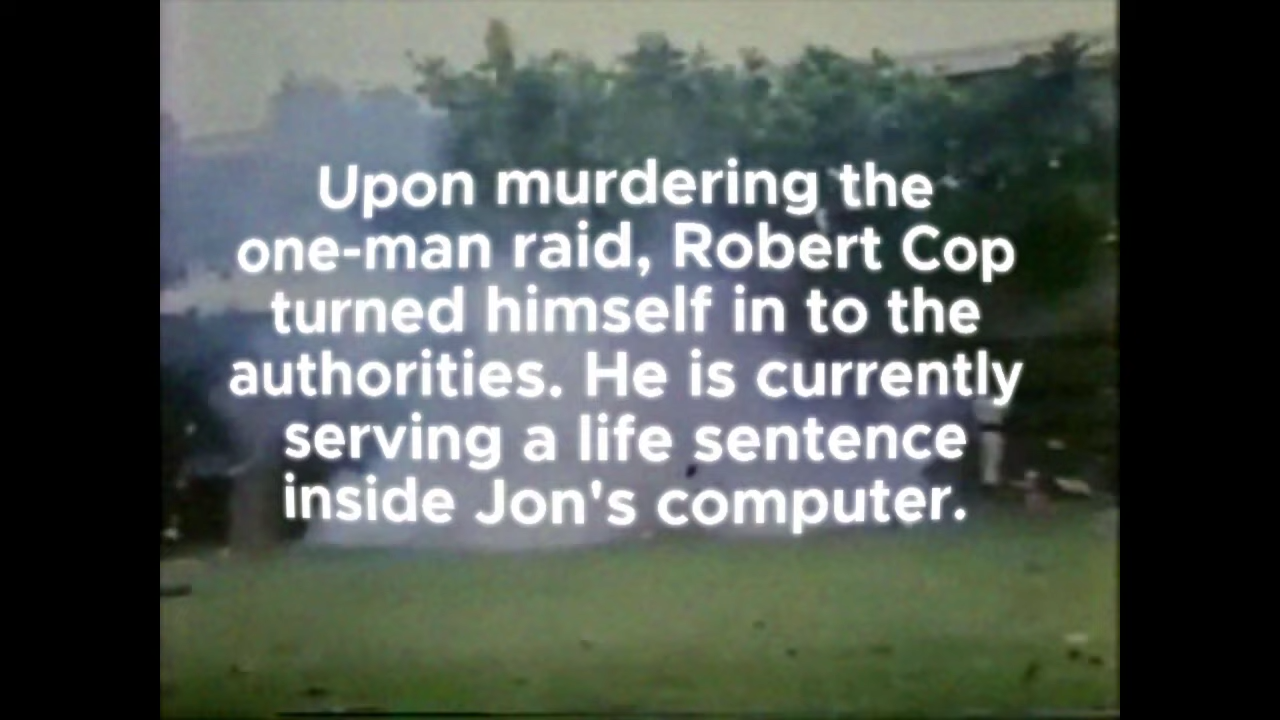 Upon murdering the
one-man raid, Robert Cop
turned himself in to the
authorities. He is currently
serving a life sentence
inside Jon's computer.